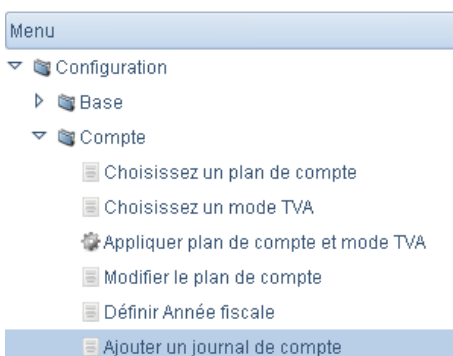 Menu
Configuration
Base
Compte
Choisissez un plan de compte
Choisissez un mode TVA
Appliquer plan de compte et mode TVA
Modifier le plan de compte
Définir Année fiscale
Ajouter un journal de compte